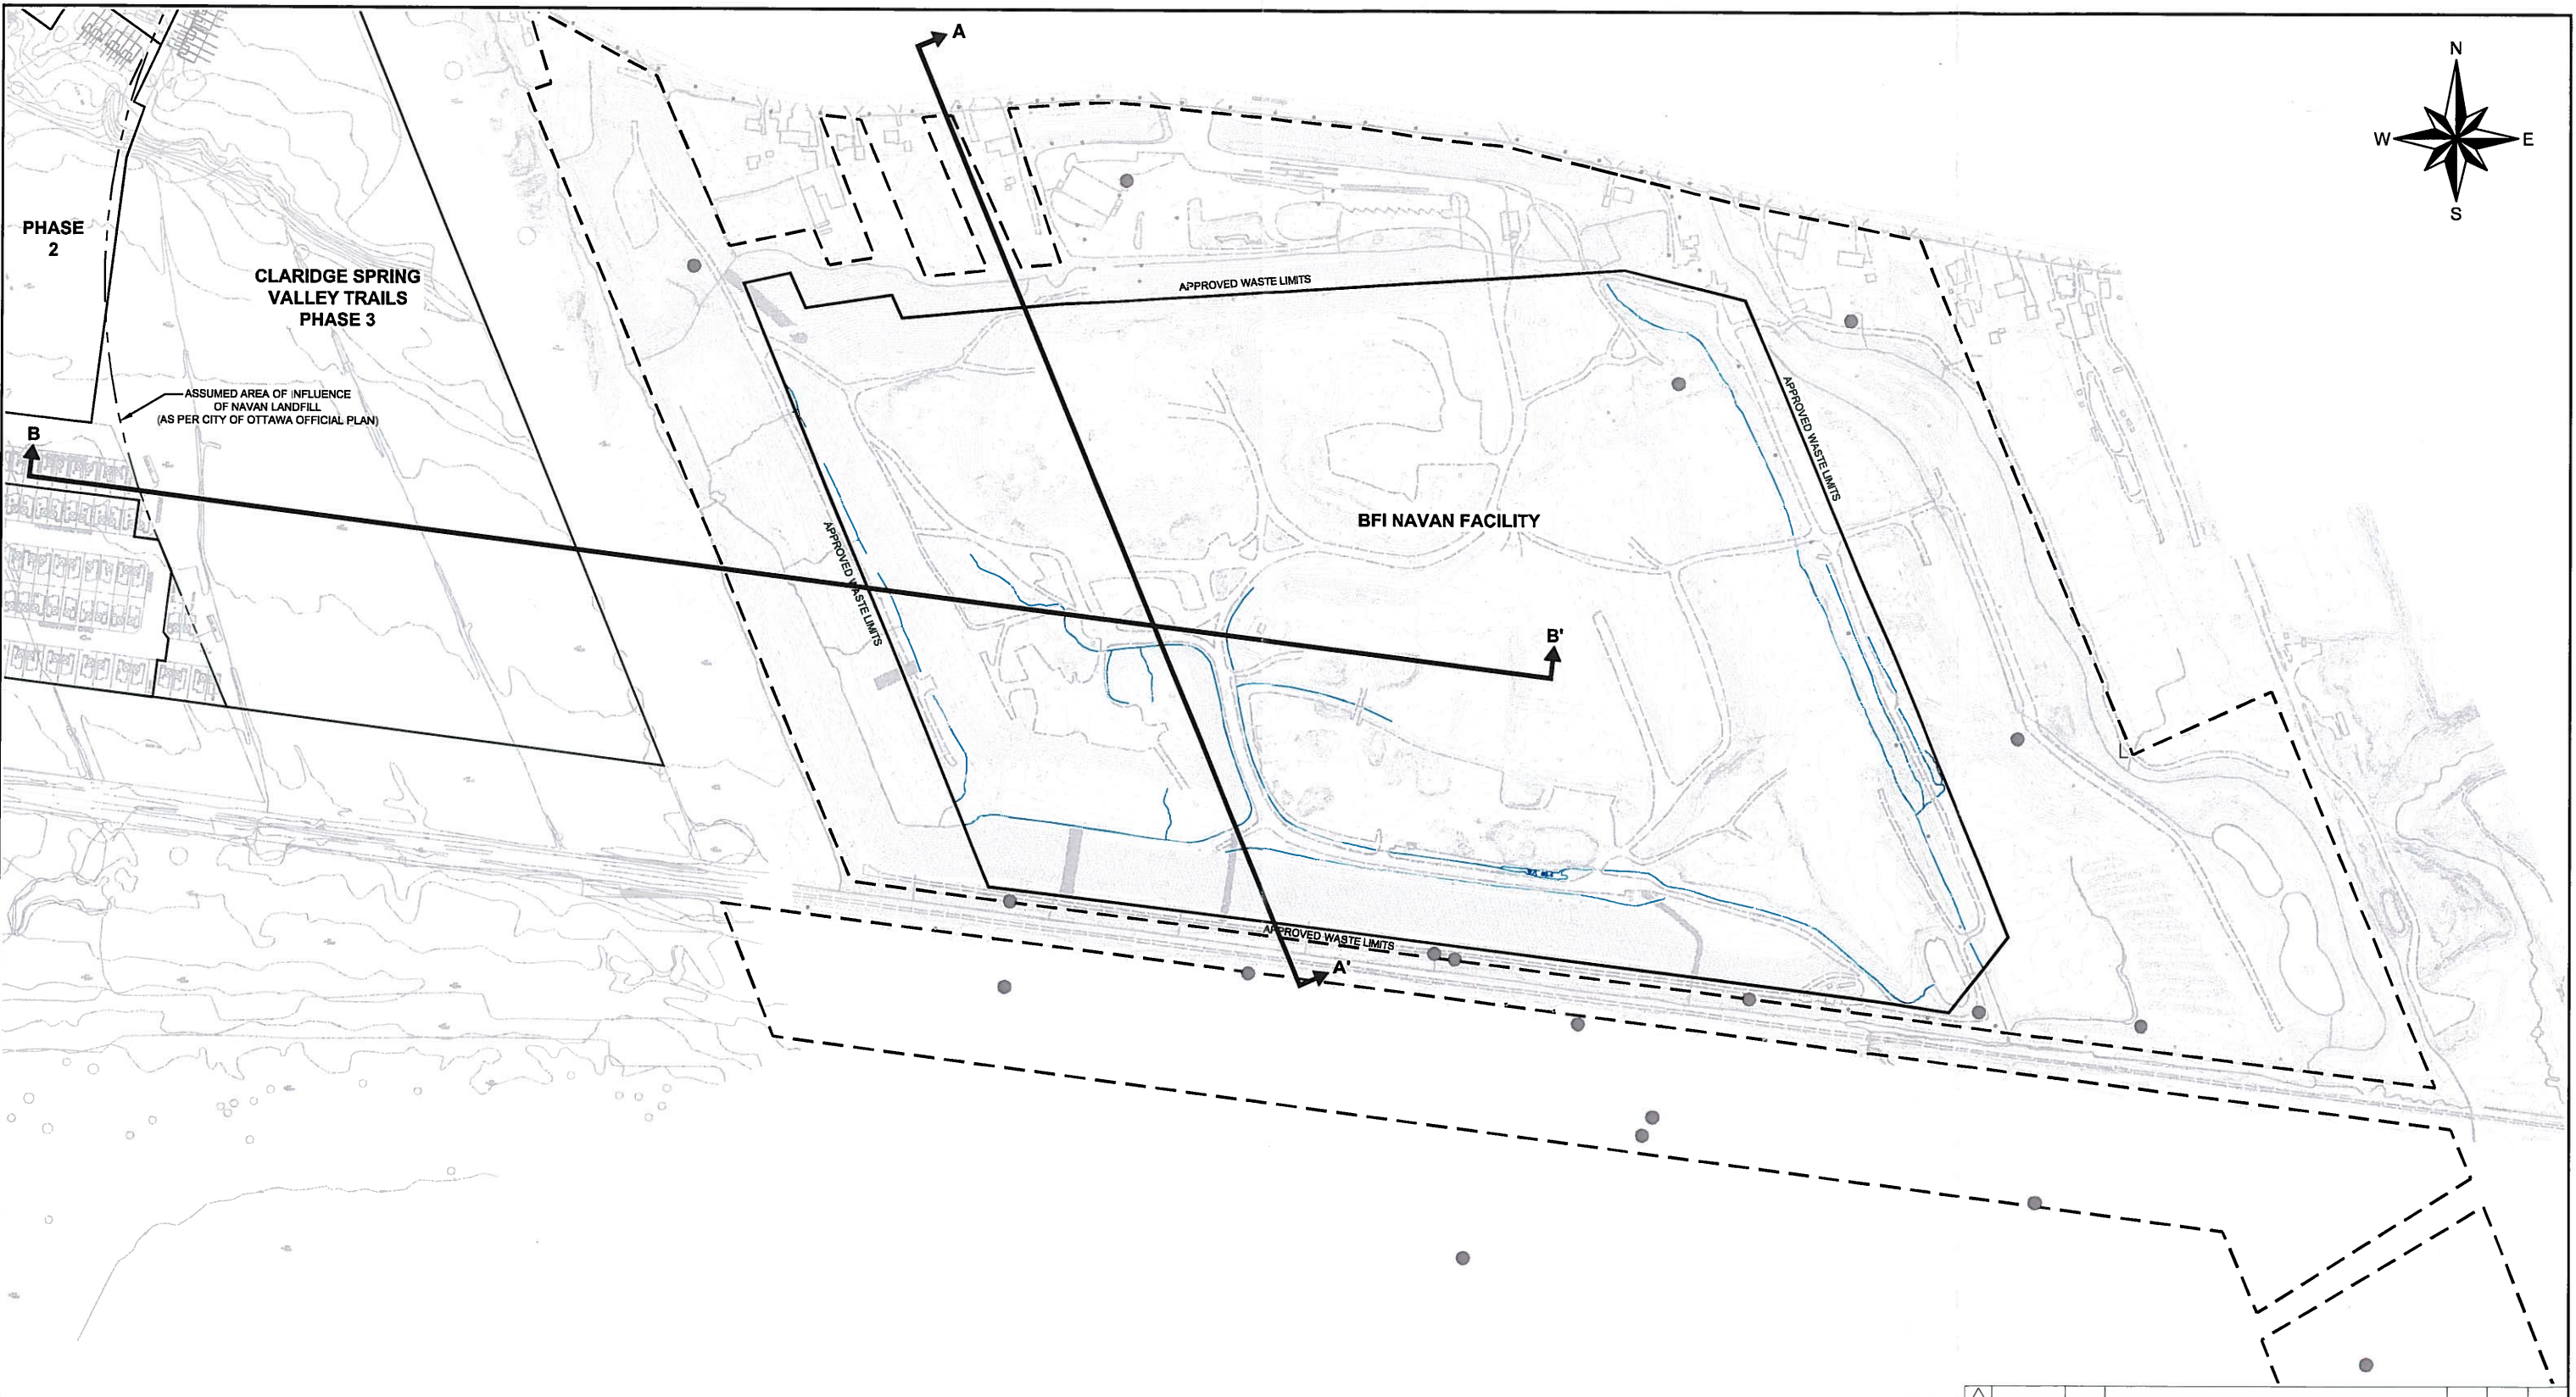 A
N
W
E
S
PHASE
2
CLARIDGE SPRING
VALLEY TRAILS
PHASE 3
APPROVED WASTE LIMITS
ASSUMED AREA OF INFLUENCE
OF NAVAN LANDFILL
(AS PER CITY OF OTTAWA OFFICIAL PLAN)
APPROVED WASTE LIMITS
B
BFI NAVAN FACILITY
APPROVED WASTE LIMITS
B'
APPROVED WASTE LIMITS
A'